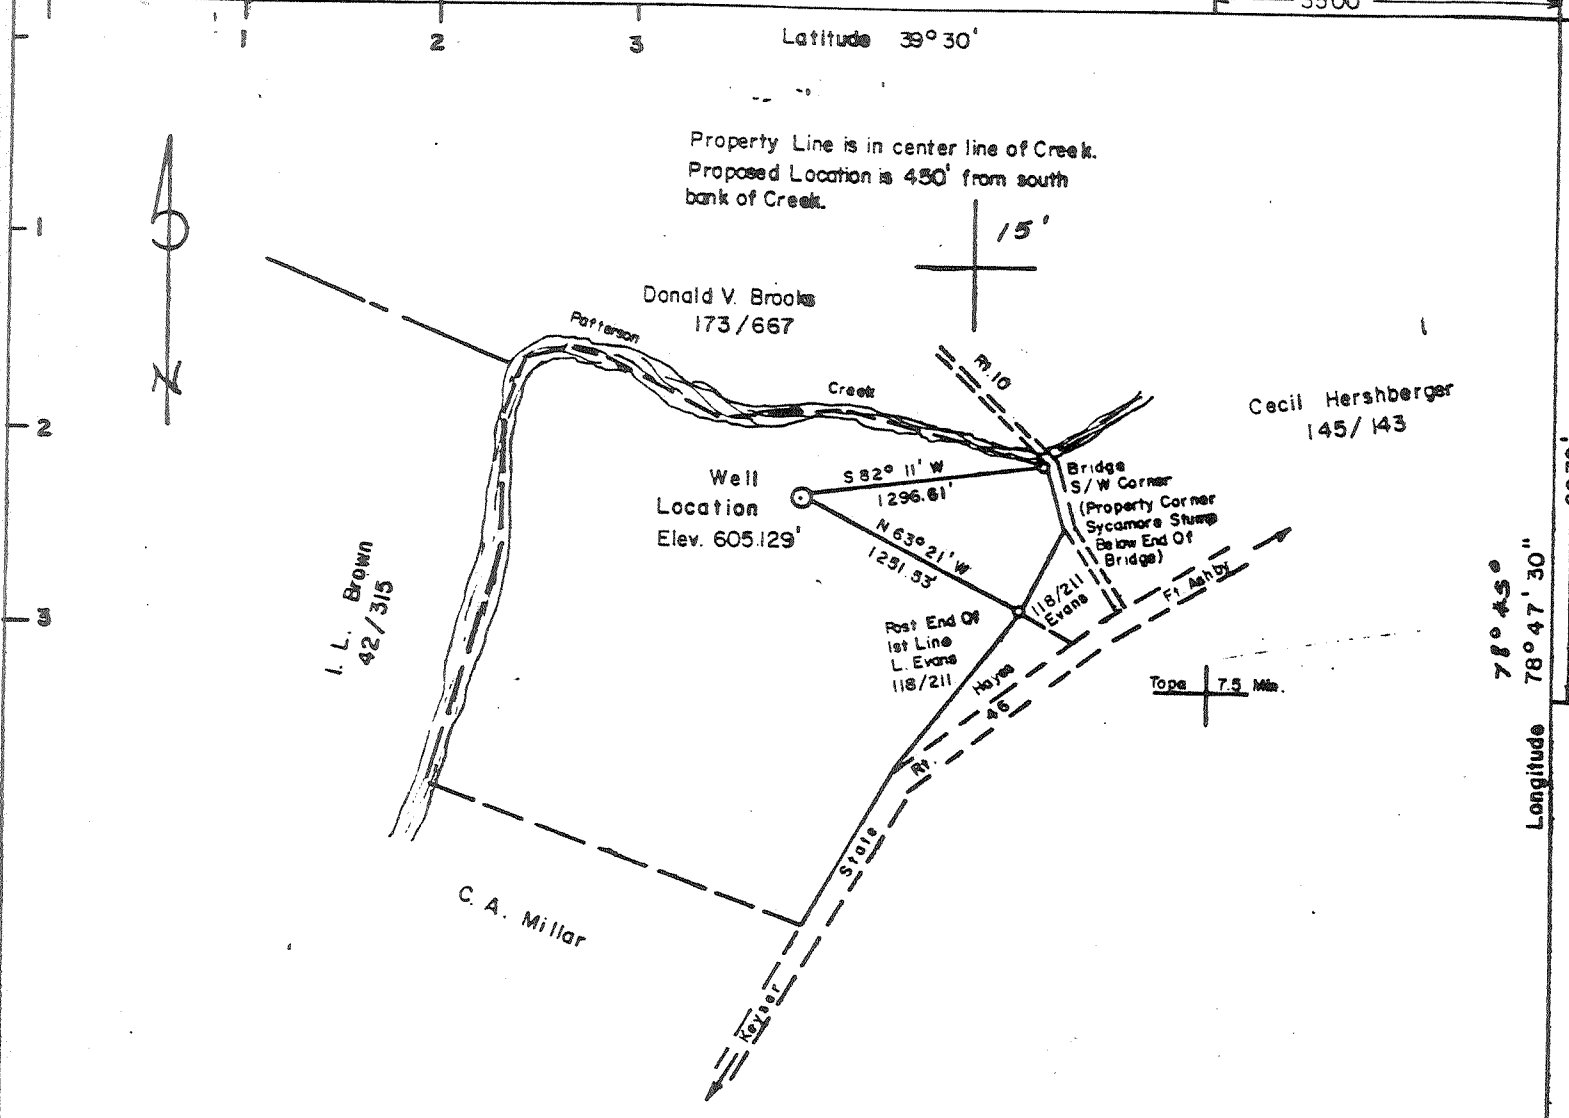 3500
1
2
3
Latitude 39° 30'
Property Line is in center line of Creek.
Proposed Location is 450' from south
bank of Creek.
1
15'
Donald V. Brooks
173/667
Patterson
Creek
Rt. 10
Cecil Hershberger
145/143
N
2
Well
Location
Elev. 605.129'
S 82° 11' W
1296.61'
N 63° 21' W
1251.53'
Bridge
S/W Corner
(Property Corner
Sycamore Stump
Below End Of
Bridge)
I. L. Brown
42/315
3
118/211
Evans
Ft. Ashby
Post End Of
1st Line
L. Evans
118/211
Hayes
46
Rt.
State
Keyser
Topo 7.5 Min.
C. A. Millar
78° 45°
78° 47' 30"
Longitude